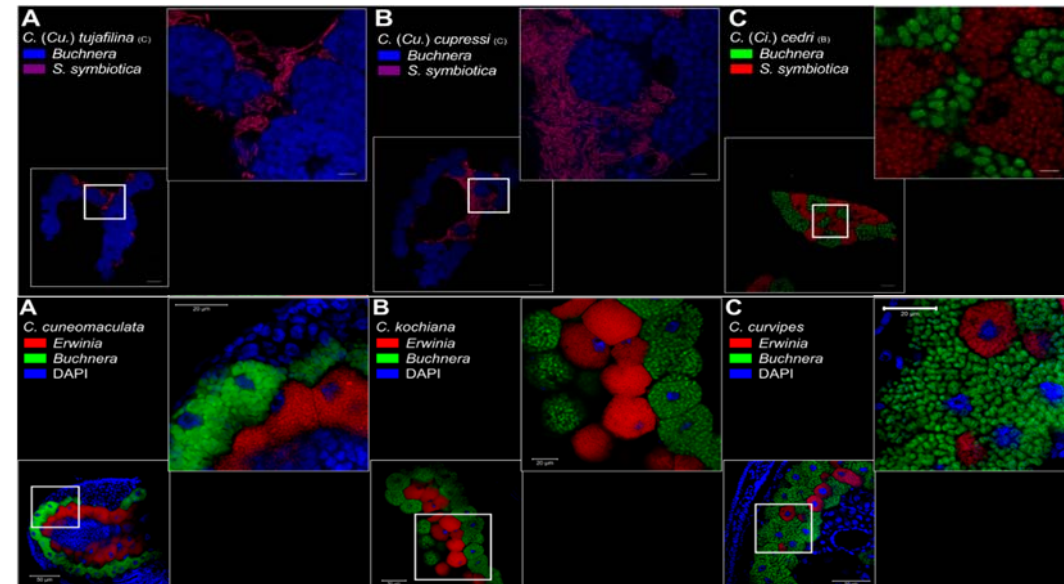 A
C. (Cu.) tujafilina (C)
Buchnera
S. symbiotica
B
C. (Cu.) cupressi (C)
Buchnera
S. symbiotica
C
C. (Ci.) cedri (B)
Buchnera
S. symbiotica
A
C. cuneomaculata
Erwinia
Buchnera
DAPI
20 µm
B
C. kochiana
Erwinia
Buchnera
DAPI
20 µm
C
C. curvipes
Erwinia
Buchnera
DAPI
20 µm